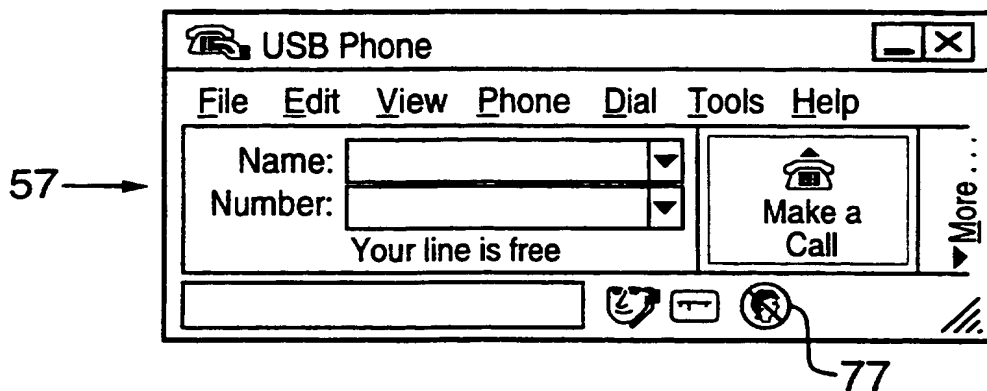 USB Phone
File Edit View Phone Dial Tools Help
Name:
Number:
Your line is free
Make a
Call
More...
57
77